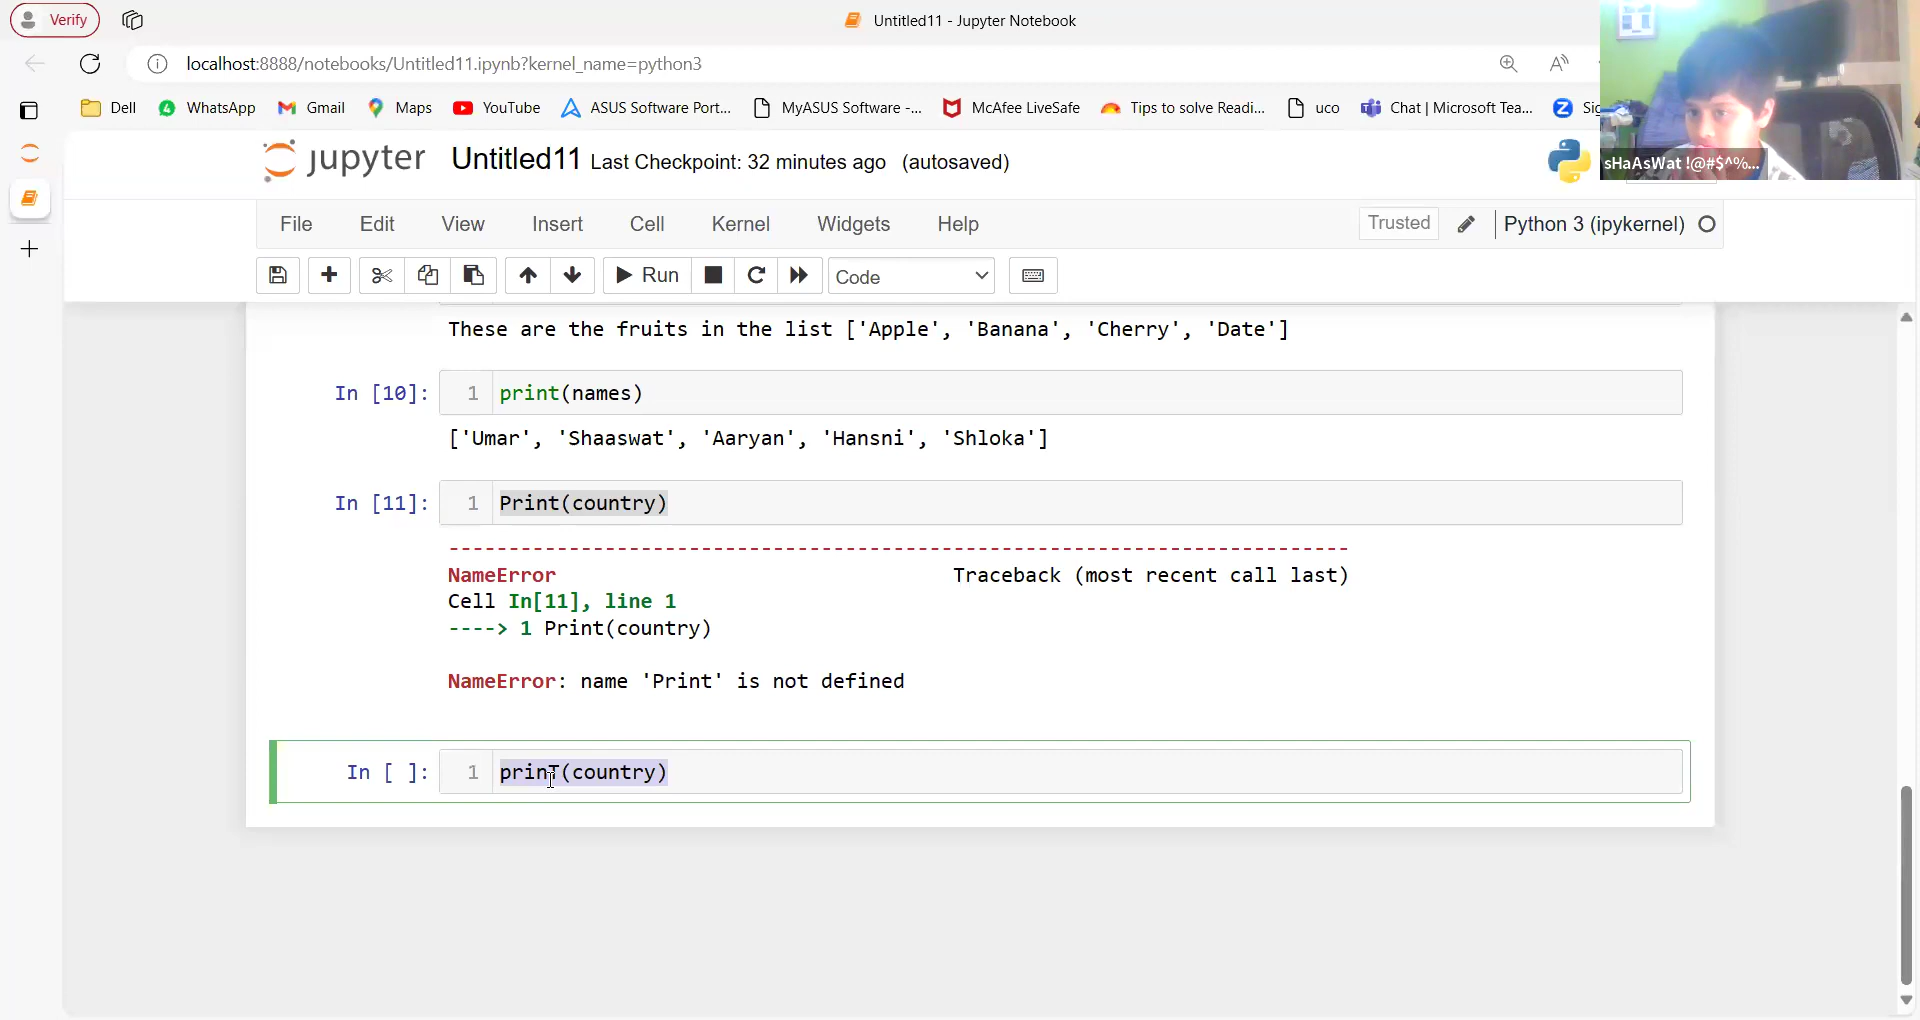 Verify
Untitled11 - Jupyter Notebook
localhost:8888/notebooks/Untitled11.ipynb?kernel_name=python3
Dell
WhatsApp
Gmail
Maps
YouTube
ASUS Software Port...
MyASUS Software -...
McAfee LiveSafe
Tips to solve Readi...
uco
Chat | Microsoft Tea...
sHaAsWat !@#$^%...
jupyter Untitled11 Last Checkpoint: 32 minutes ago (autosaved)
File Edit View Insert Cell Kernel Widgets Help
Trusted
Python 3 (ipykernel)
Run
Code
These are the fruits in the list ['Apple', 'Banana', 'Cherry', 'Date']
In [10]: 1 print(names)
['Umar', 'Shaaswat', 'Aaryan', 'Hansni', 'Shloka']
In [11]: 1 Print(country)
---------------------------------------------------------------------------
NameError Traceback (most recent call last)
Cell In[11], line 1
----> 1 Print(country)
NameError: name 'Print' is not defined
In [ ]: 1 prinT(country)